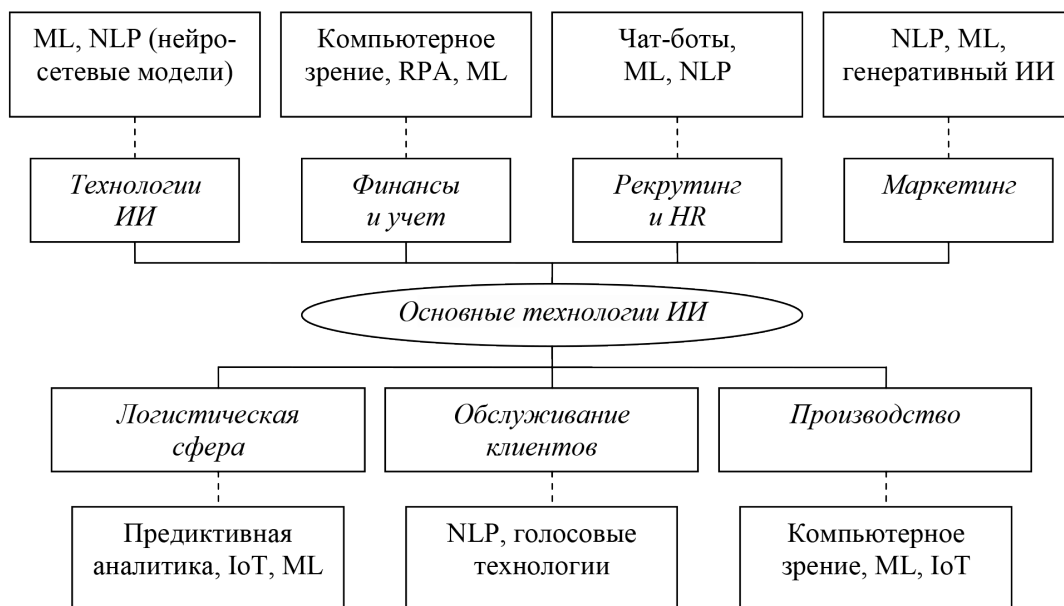 ML, NLP (нейро-
сетевые модели)
Компьютерное
зрение, RPA, ML
Чат-боты,
ML, NLP
NLP, ML,
генеративный ИИ
Технологии
ИИ
Финансы
и учет
Рекрутинг
и HR
Маркетинг
Основные технологии ИИ
Логистическая
сфера
Обслуживание
клиентов
Производство
Предиктивная
аналитика, IoT, ML
NLP, голосовые
технологии
Компьютерное
зрение, ML, IoT